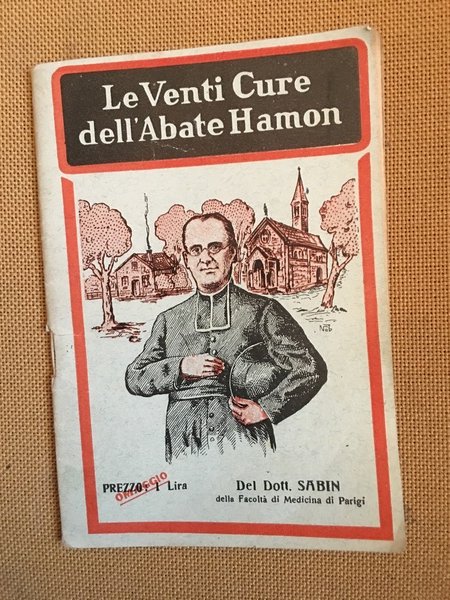 Le Venti Cure
dell'Abate Hamon
PREZZO: 1 Lira
OMAGGIO
Del Dott. SABIN
della Facoltà di Medicina di Parigi